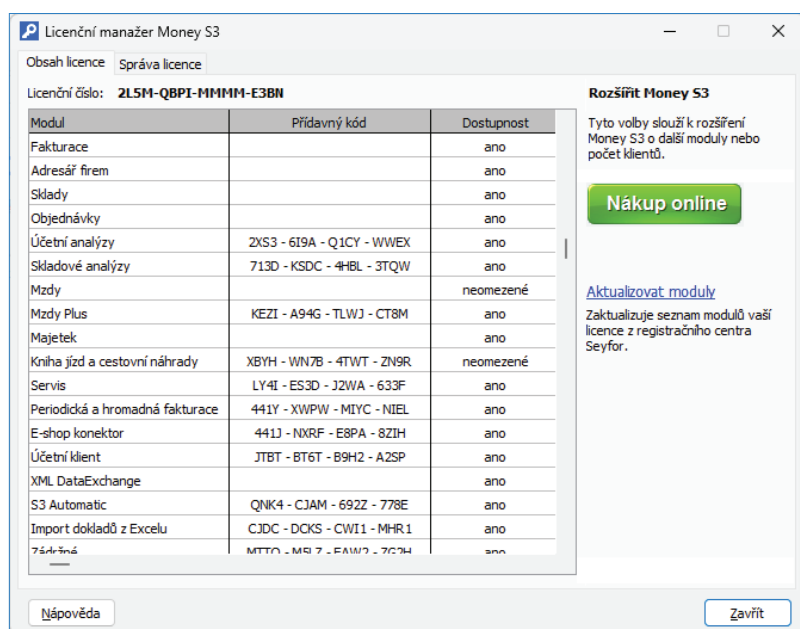 Licenční manažer Money S3
Obsah licence Správa licence
Licenční číslo: 2L5M-QBPI-MMMM-E3BN
Modul Přídavný kód Dostupnost
Fakturace ano
Adresář firem ano
Sklady ano
Objednávky ano
Účetní analýzy 2XS3 - 6I9A - Q1CY - WWEX ano
Skladové analýzy 713D - KSDC - 4HBL - 3TQW ano
Mzdy neomezené
Mzdy Plus KEZI - A94G - TLWJ - CT8M ano
Majetek ano
Kniha jízd a cestovní náhrady XBYH - WN7B - 4TWT - ZN9R neomezené
Servis LY4I - ES3D - J2WA - 633F ano
Periodická a hromadná fakturace 441Y - XWPW - MIYC - NIEL ano
E-shop konektor 441J - NXRF - E8PA - 8ZIH ano
Účetní klient JTBT - BT6T - B9H2 - A2SP ano
XML DataExchange ano
S3 Automatic QNK4 - CJAM - 692Z - 778E ano
Import dokladů z Excelu CJDC - DCKS - CWI1 - MHR1 ano
Zádržné ano
Rozšířit Money S3
Tyto volby slouží k rozšíření
Money S3 o další moduly nebo
počet klientů.
Nákup online
Aktualizovat moduly
Zaktualizuje seznam modulů vaší
licence z registračního centra
Seyfor.
Nápověda Zavřít